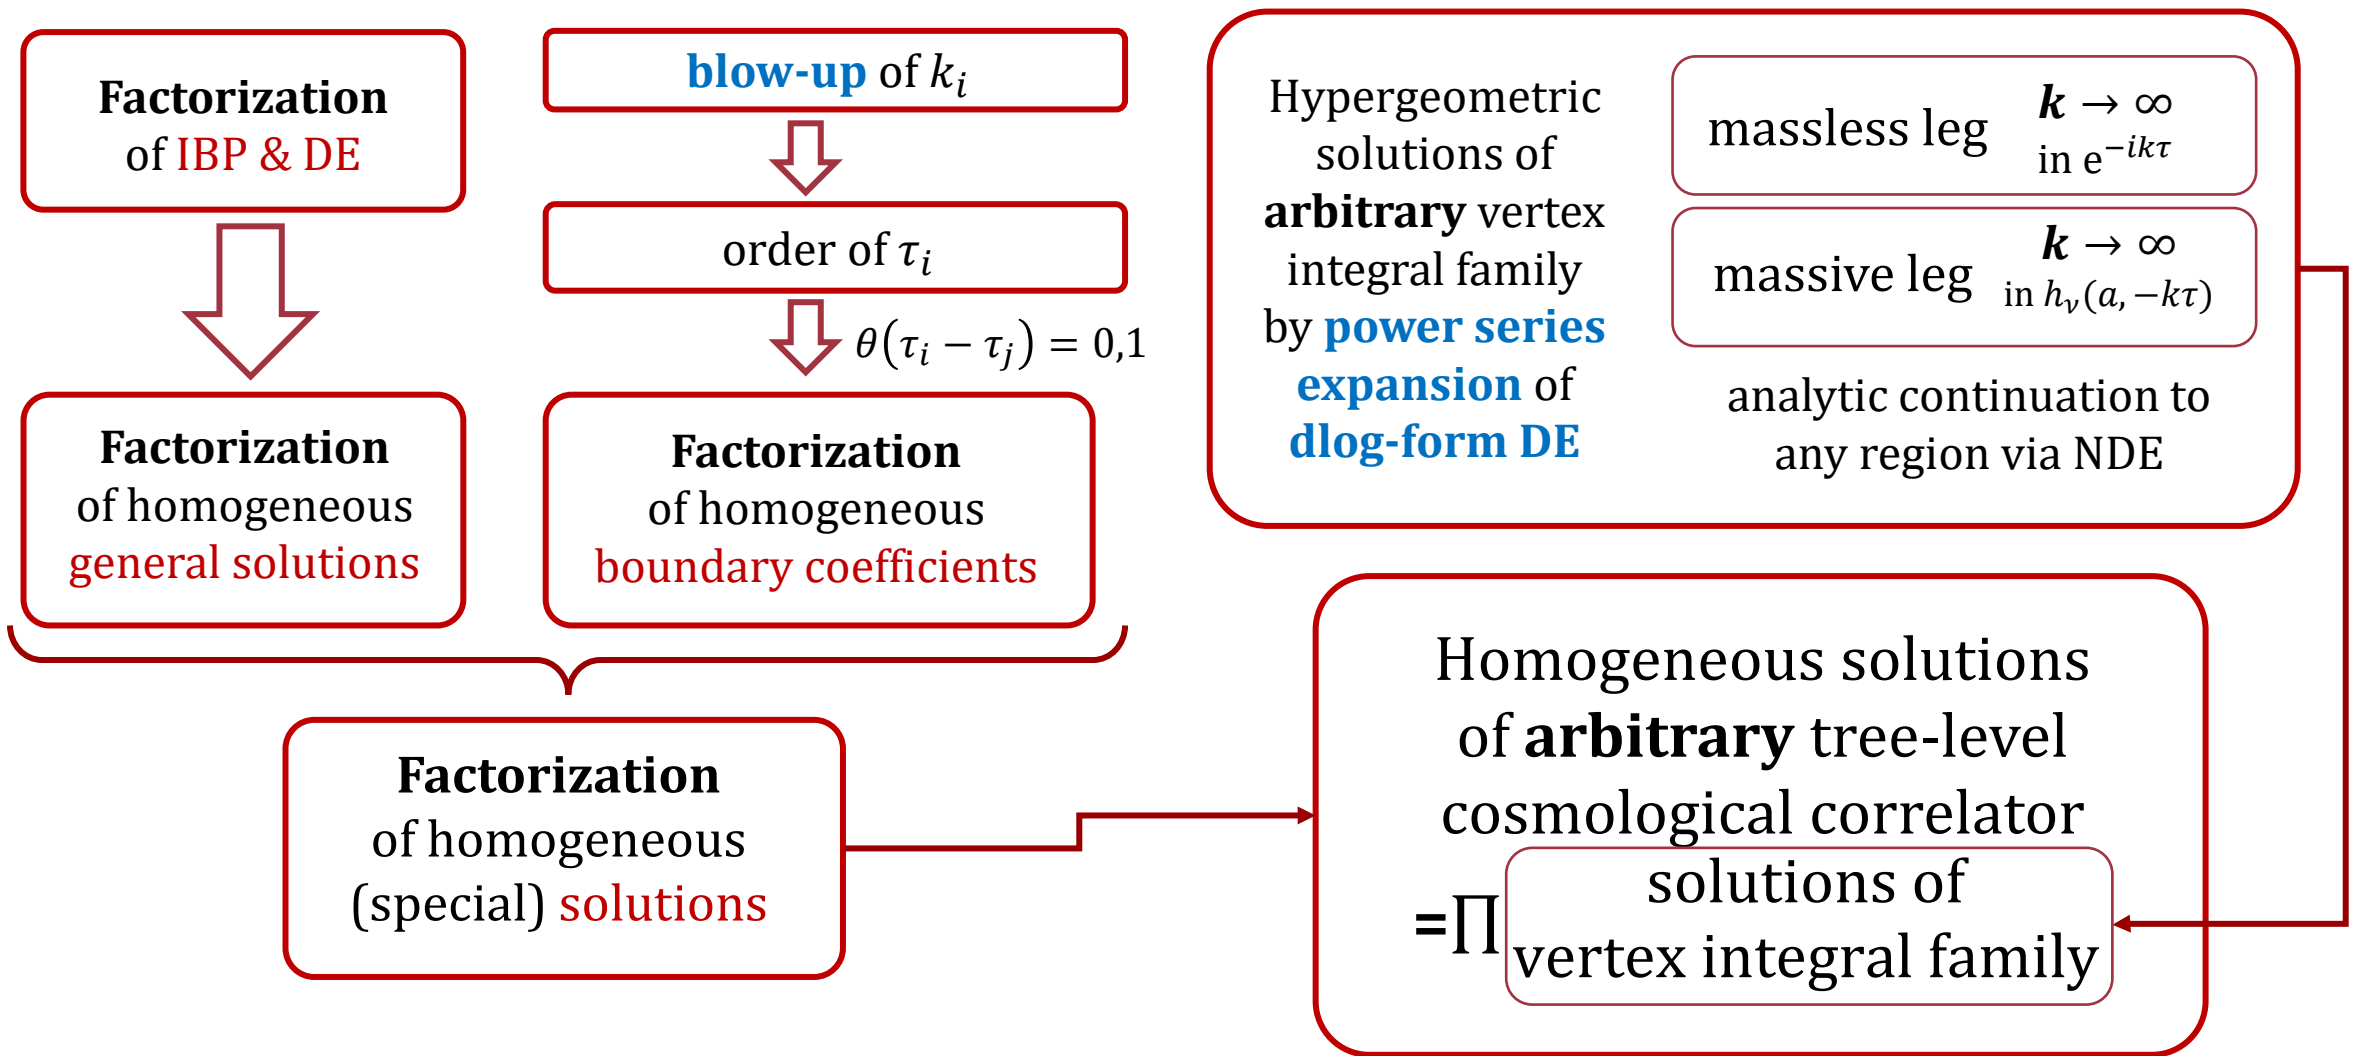 Factorization
of IBP & DE
Factorization
of homogeneous
general solutions
blow-up of k_i
order of τ_i
θ(τ_i − τ_j) = 0,1
Factorization
of homogeneous
boundary coefficients
Factorization
of homogeneous
(special) solutions
Hypergeometric
solutions of
arbitrary vertex
integral family
by power series
expansion of
dlog-form DE
massless leg
k → ∞
in e^{−ikτ}
massive leg
k → ∞
in h_ν(a, −kτ)
analytic continuation to
any region via NDE
Homogeneous solutions
of arbitrary tree-level
cosmological correlator
=∏
solutions of
vertex integral family